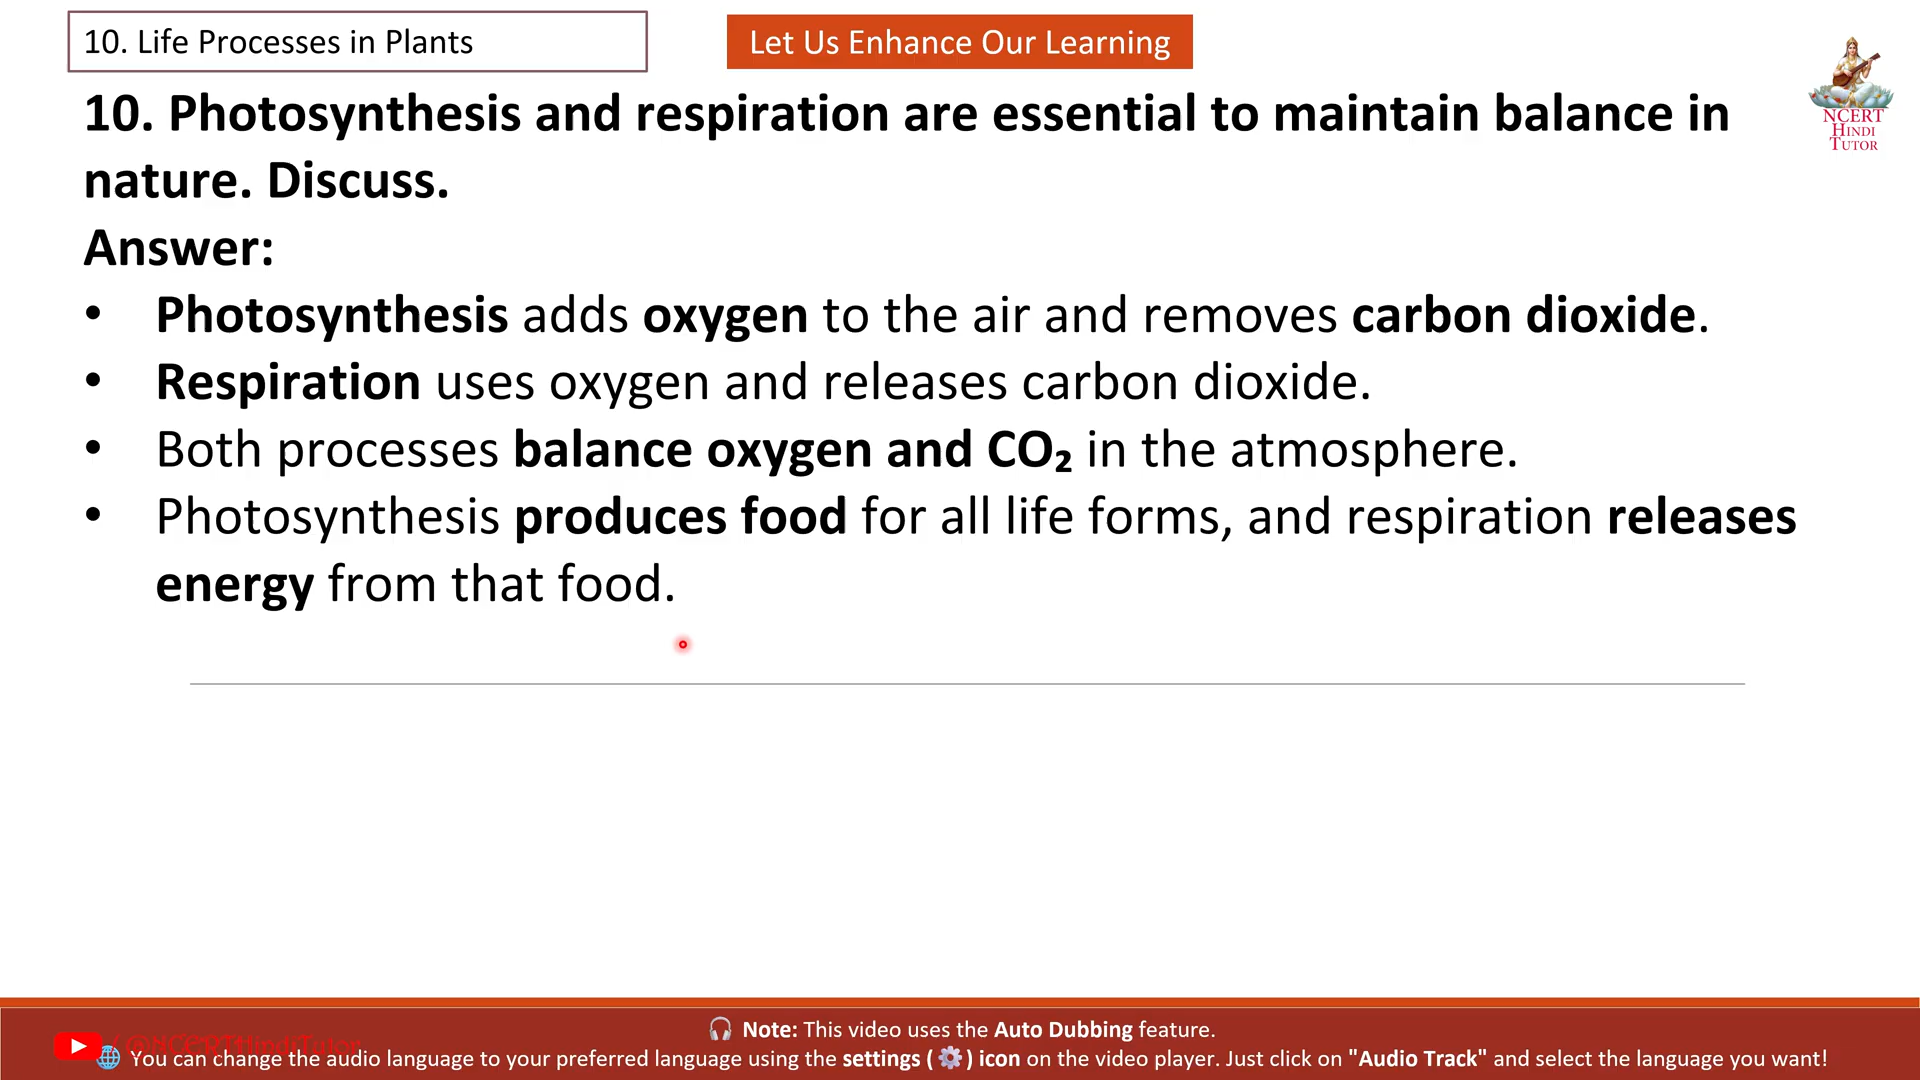 10. Life Processes in Plants
Let Us Enhance Our Learning
NCERT
HINDI
TUTOR
10. Photosynthesis and respiration are essential to maintain balance in
nature. Discuss.
Answer:
• Photosynthesis adds oxygen to the air and removes carbon dioxide.
• Respiration uses oxygen and releases carbon dioxide.
• Both processes balance oxygen and CO₂ in the atmosphere.
• Photosynthesis produces food for all life forms, and respiration releases
energy from that food.
🎧 Note: This video uses the Auto Dubbing feature.
@NCERTHindiTutor
🌐 You can change the audio language to your preferred language using the settings (⚙️) icon on the video player. Just click on "Audio Track" and select the language you want!